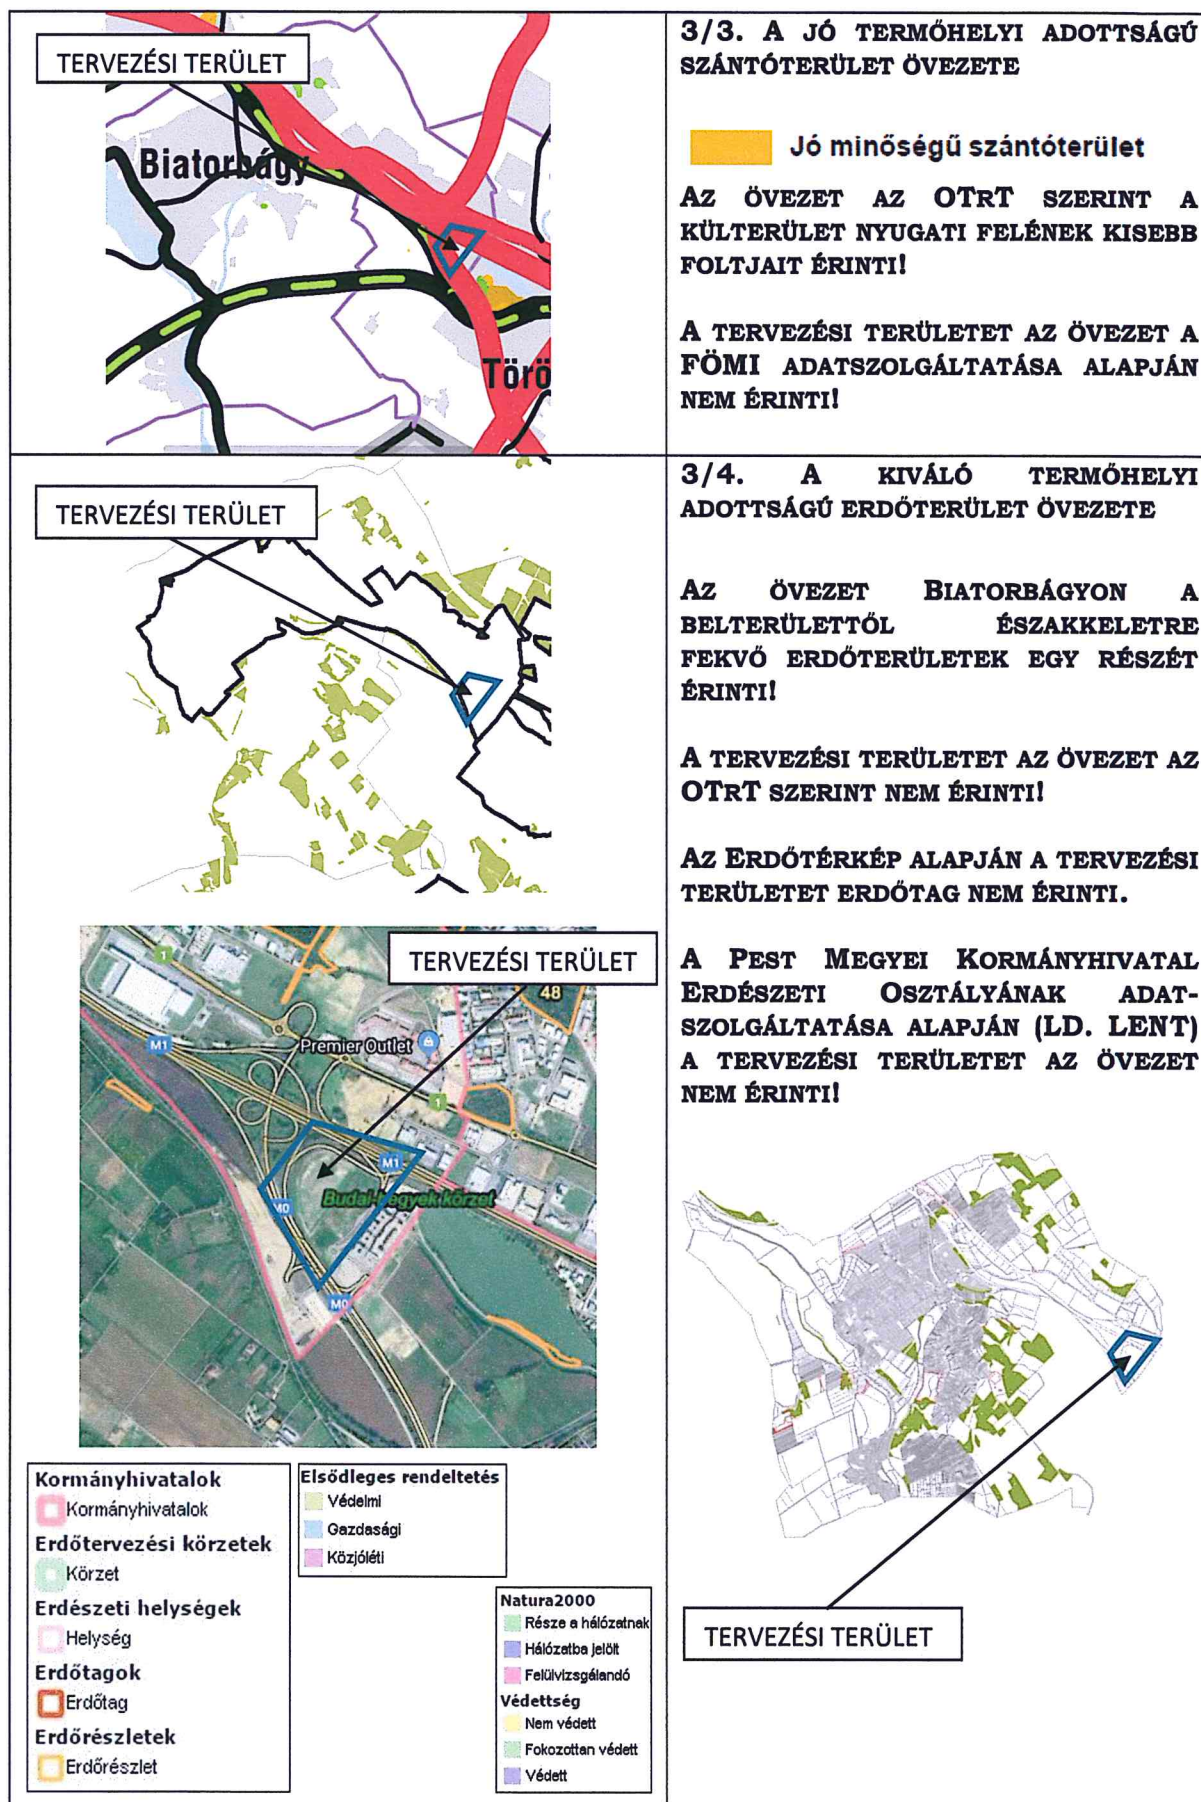 TERVEZÉSI TERÜLET
Biatorbágy
Törö
3/3. A JÓ TERMŐHELYI ADOTTSÁGÚ
SZÁNTÓTERÜLET ÖVEZETE
Jó minőségű szántóterület
AZ ÖVEZET AZ OTRT SZERINT A
KÜLTERÜLET NYUGATI FELÉNEK KISEBB
FOLTJAIT ÉRINTI!
A TERVEZÉSI TERÜLETET AZ ÖVEZET A
FÖMI ADATSZOLGÁLTATÁSA ALAPJÁN
NEM ÉRINTI!
TERVEZÉSI TERÜLET
3/4. A KIVÁLÓ TERMŐHELYI
ADOTTSÁGÚ ERDŐTERÜLET ÖVEZETE
AZ ÖVEZET BIATORBÁGYON A
BELTERÜLETTŐL ÉSZAKKELETRE
FEKVŐ ERDŐTERÜLETEK EGY RÉSZÉT
ÉRINTI!
A TERVEZÉSI TERÜLETET AZ ÖVEZET AZ
OTRT SZERINT NEM ÉRINTI!
AZ ERDŐTÉRKÉP ALAPJÁN A TERVEZÉSI
TERÜLETET ERDŐTAG NEM ÉRINTI.
A PEST MEGYEI KORMÁNYHIVATAL
ERDÉSZETI OSZTÁLYÁNAK ADAT-
SZOLGÁLTATÁSA ALAPJÁN (LD. LENT)
A TERVEZÉSI TERÜLETET AZ ÖVEZET
NEM ÉRINTI!
TERVEZÉSI TERÜLET
1
48
M1
Premier Outlet
1
M1
Budai-hegyek körzet
M0
M0
Kormányhivatalok
Kormányhivatalok
Erdőtervezési körzetek
Körzet
Erdészeti helységek
Helység
Erdőtagok
Erdőtag
Erdőrészletek
Erdőrészlet
Elsődleges rendeltetés
Védelmi
Gazdasági
Közjóléti
Natura2000
Része a hálózatnak
Hálózatba jelölt
Felülvizsgálandó
Védettség
Nem védett
Fokozottan védett
Védett
TERVEZÉSI TERÜLET